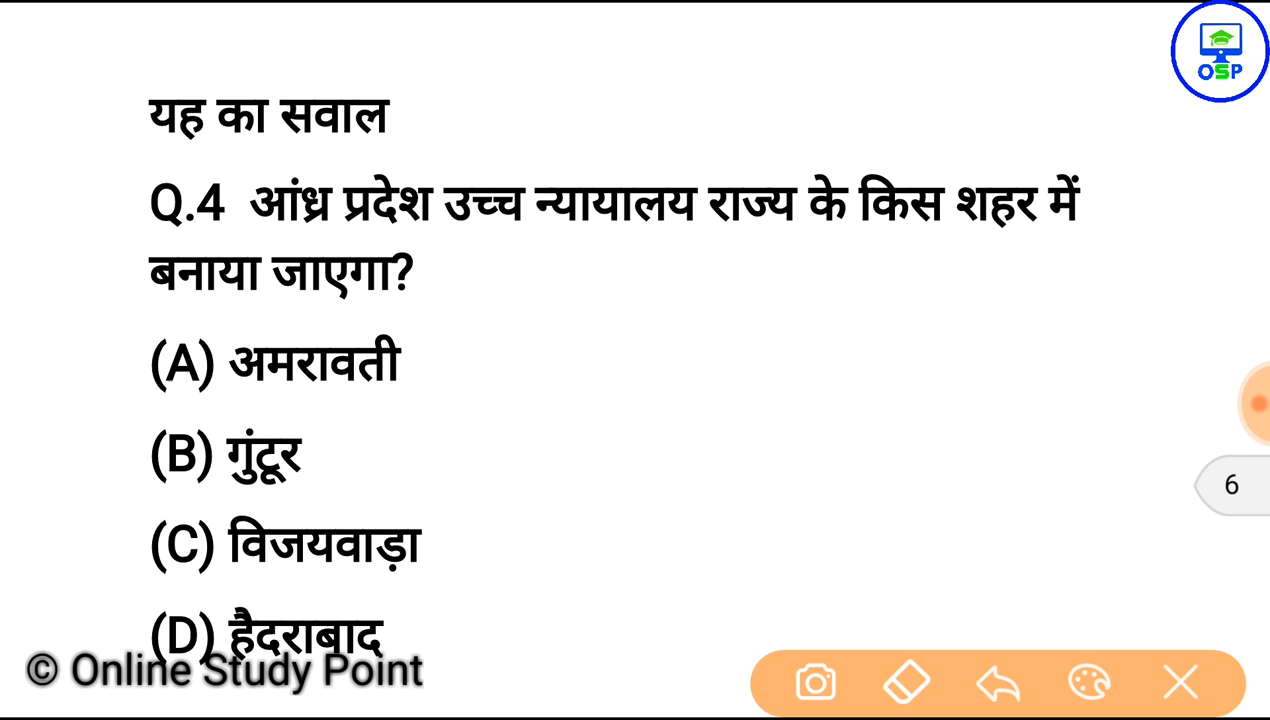 OSP
यह का सवाल
Q.4 आंध्र प्रदेश उच्च न्यायालय राज्य के किस शहर में
बनाया जाएगा?
(A) अमरावती
(B) गुंटूर
(C) विजयवाड़ा
6
(D) हैदराबाद
© Online Study Point